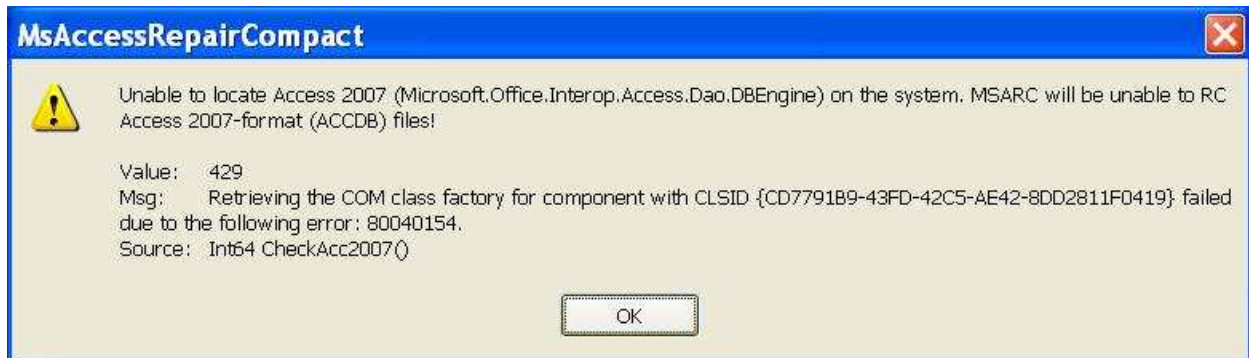 MsAccessRepairCompact
Unable to locate Access 2007 (Microsoft.Office.Interop.Access.Dao.DBEngine) on the system. MSARC will be unable to RC
Access 2007-format (ACCDB) files!
Value: 429
Msg: Retrieving the COM class factory for component with CLSID {CD7791B9-43FD-42C5-AE42-8DD2811F0419} failed
due to the following error: 80040154.
Source: Int64 CheckAcc2007()
OK